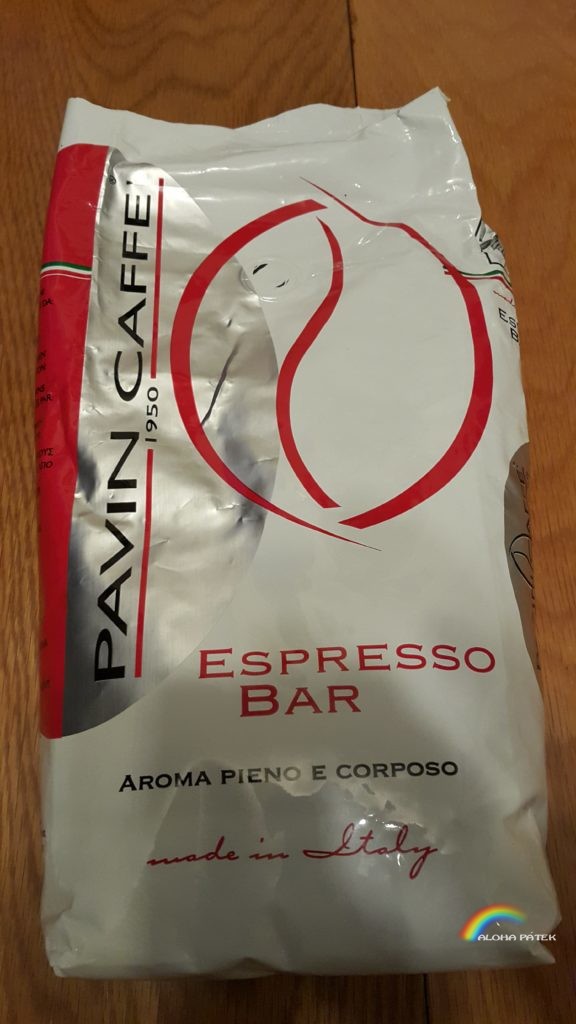 PAVIN CAFFE'
1950
ESPRESSO
BAR
AROMA PIENO E CORPOSO
made in Italy
ALOHA PÁTEK